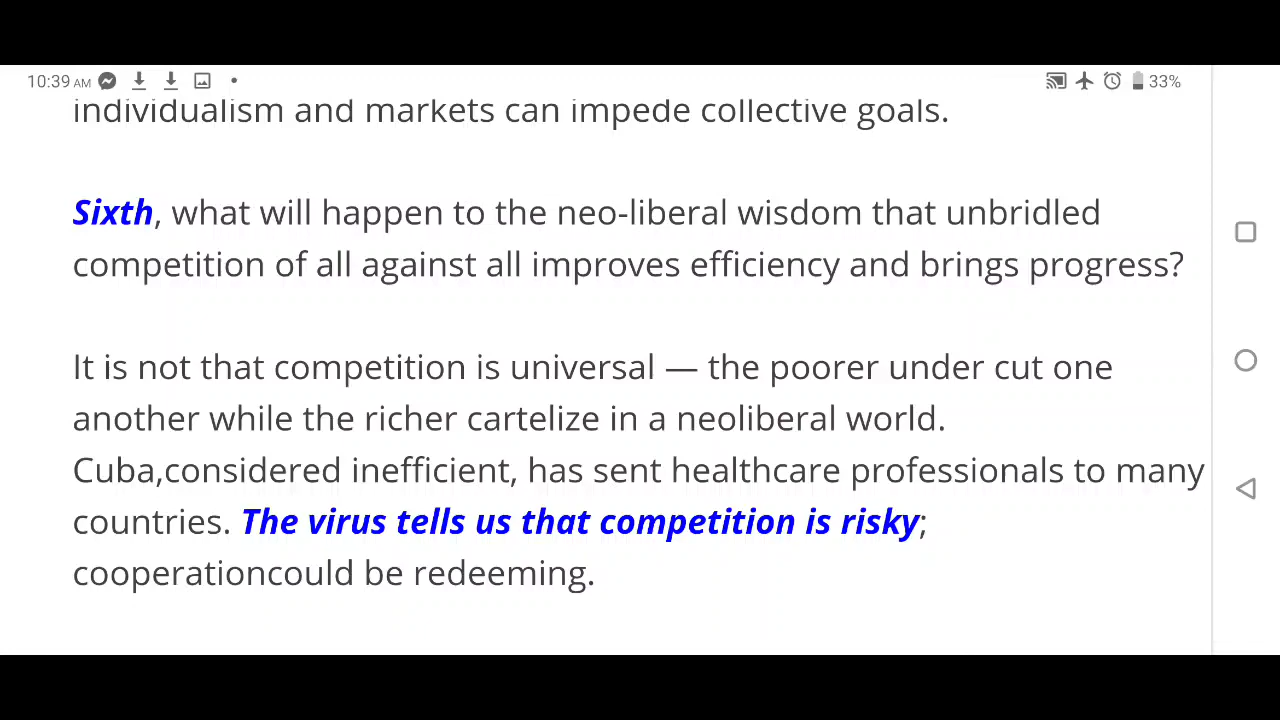 10:39 AM
33%
individualism and markets can impede collective goals.
Sixth, what will happen to the neo-liberal wisdom that unbridled
competition of all against all improves efficiency and brings progress?
It is not that competition is universal — the poorer under cut one
another while the richer cartelize in a neoliberal world.
Cuba,considered inefficient, has sent healthcare professionals to many
countries. The virus tells us that competition is risky;
cooperationcould be redeeming.